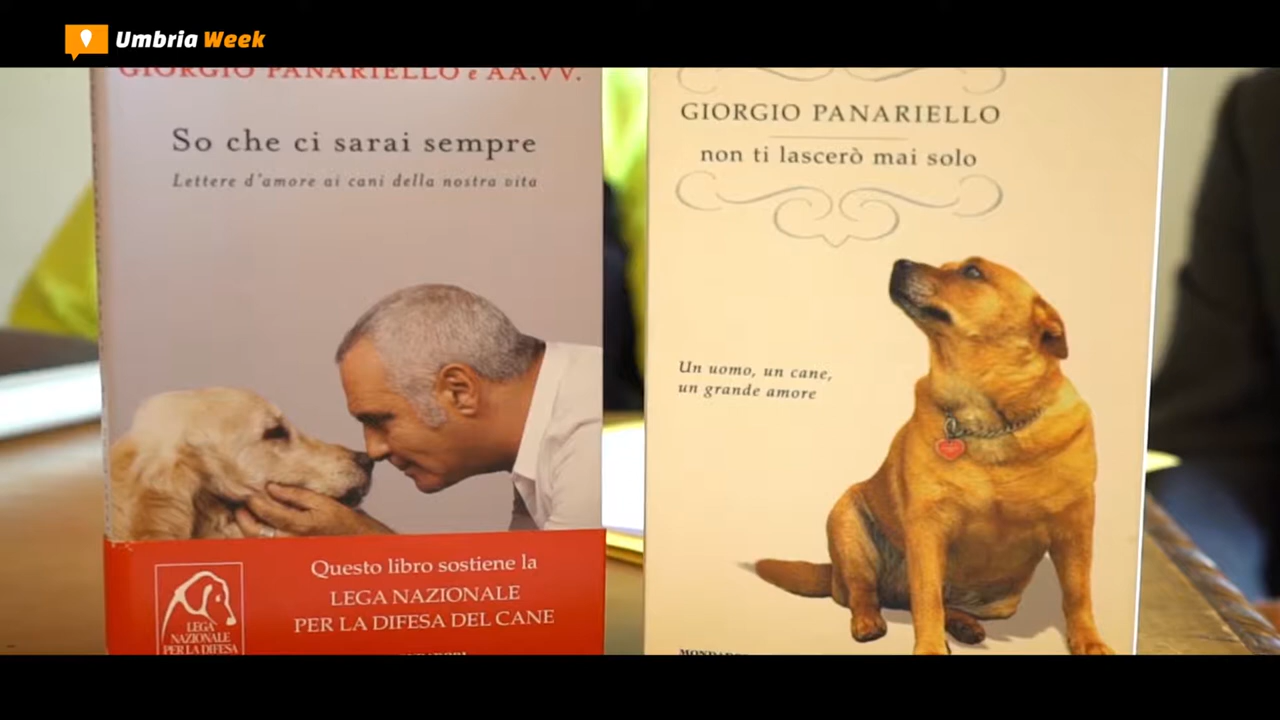 Umbria Week
GIORGIO PANARIELLO e AA.VV.
So che ci sarai sempre
Lettere d'amore ai cani della nostra vita
Questo libro sostiene la
LEGA NAZIONALE
PER LA DIFESA DEL CANE
LEGA
NAZIONALE
PER LA DIFESA
GIORGIO PANARIELLO
non ti lascerò mai solo
Un uomo, un cane,
un grande amore